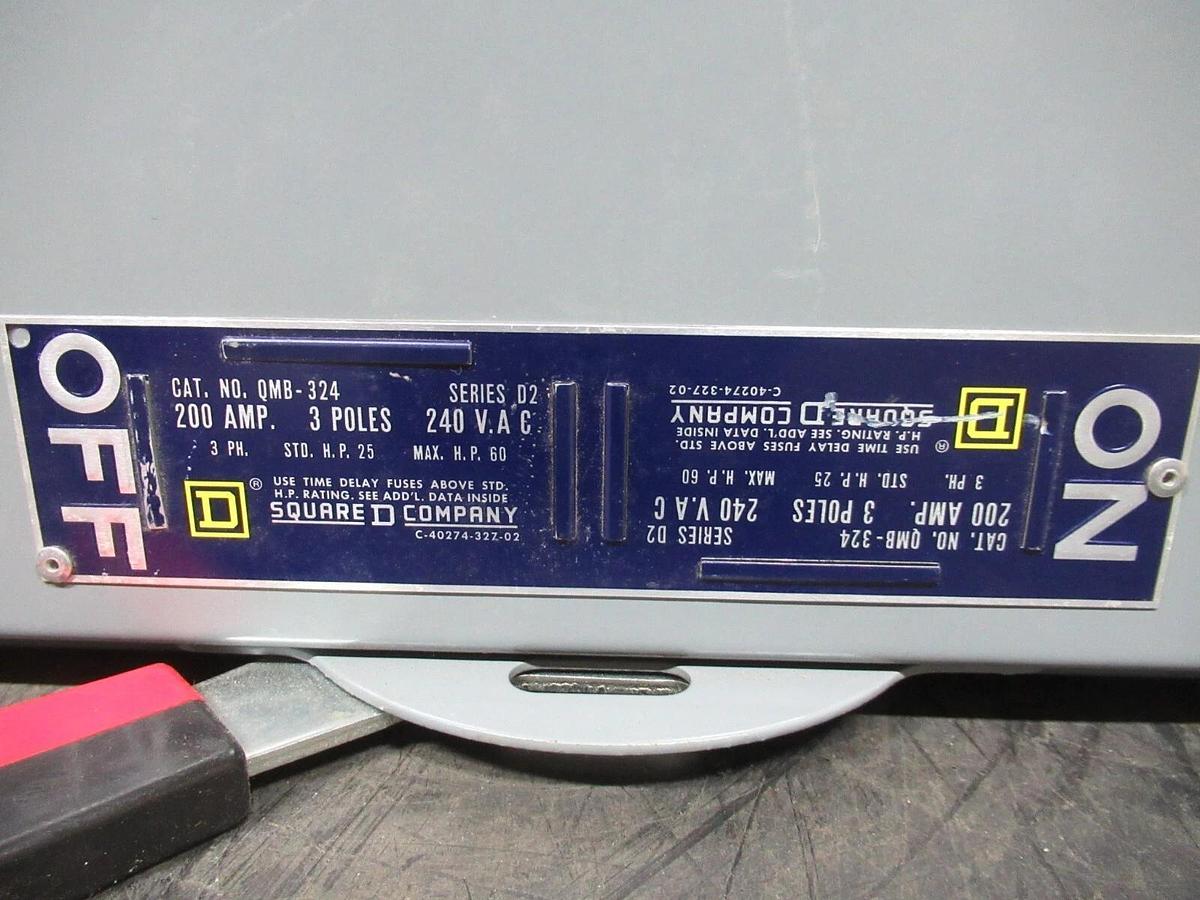 OFF
CAT. NO. QMB-324 SERIES D2
200 AMP. 3 POLES 240 V.A C
3 PH. STD. H.P. 25 MAX. H.P. 60
D ® USE TIME DELAY FUSES ABOVE STD.
H.P. RATING. SEE ADD'L. DATA INSIDE
SQUARE D COMPANY
C-40274-327-02
ON
CAT. NO. QMB-324 SERIES D2
200 AMP. 3 POLES 240 V.A C
3 PH. STD. H.P. 25 MAX. H.P. 60
D ® USE TIME DELAY FUSES ABOVE STD.
H.P. RATING. SEE ADD'L. DATA INSIDE
SQUARE D COMPANY
C-40274-327-02